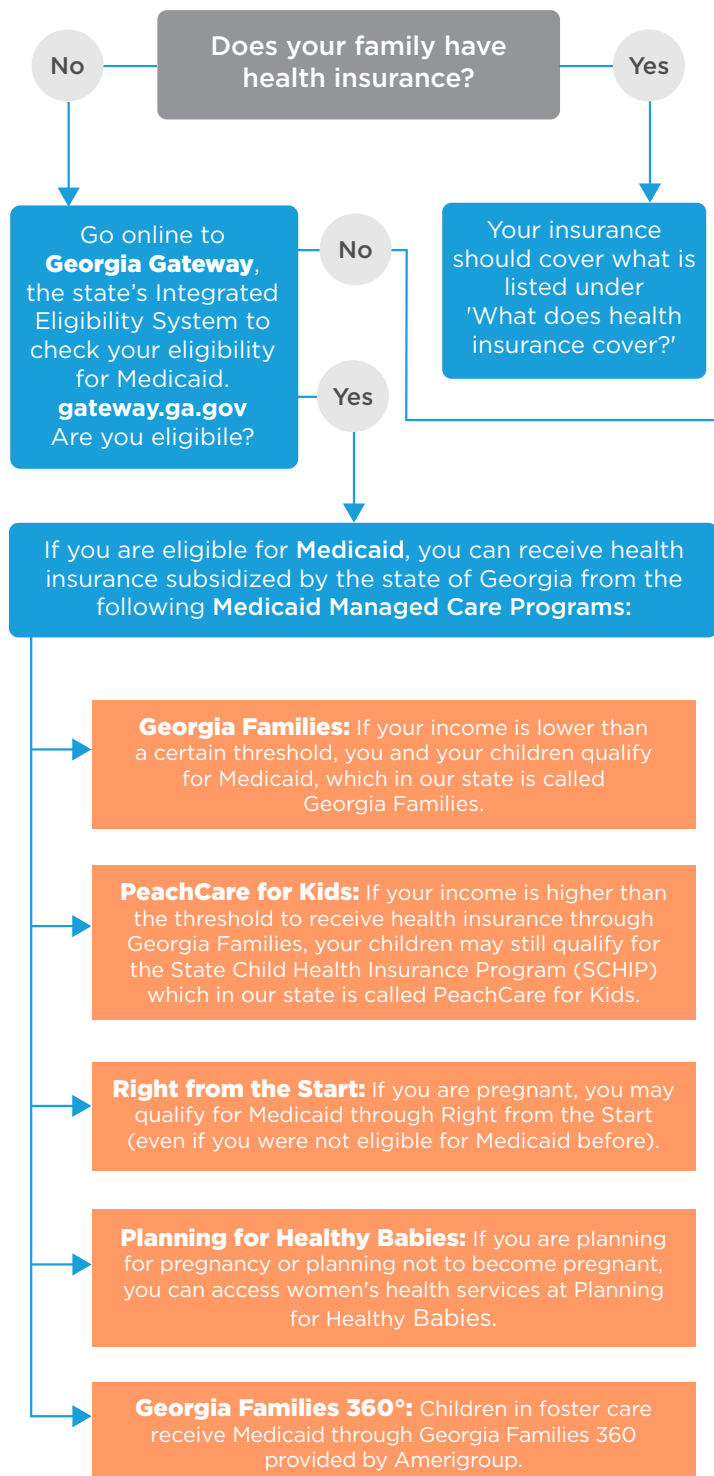 Does your family have
health insurance?
No
Yes
Go online to
Georgia Gateway,
the state's Integrated
Eligibility System to
check your eligibility
for Medicaid.
gateway.ga.gov
Are you eligibile?
No
Yes
Your insurance
should cover what is
listed under
'What does health
insurance cover?'
If you are eligible for Medicaid, you can receive health
insurance subsidized by the state of Georgia from the
following Medicaid Managed Care Programs:
Georgia Families: If your income is lower than
a certain threshold, you and your children qualify
for Medicaid, which in our state is called
Georgia Families.
PeachCare for Kids: If your income is higher than
the threshold to receive health insurance through
Georgia Families, your children may still qualify for
the State Child Health Insurance Program (SCHIP)
which in our state is called PeachCare for Kids.
Right from the Start: If you are pregnant, you may
qualify for Medicaid through Right from the Start
(even if you were not eligible for Medicaid before).
Planning for Healthy Babies: If you are planning
for pregnancy or planning not to become pregnant,
you can access women's health services at Planning
for Healthy Babies.
Georgia Families 360°: Children in foster care
receive Medicaid through Georgia Families 360
provided by Amerigroup.